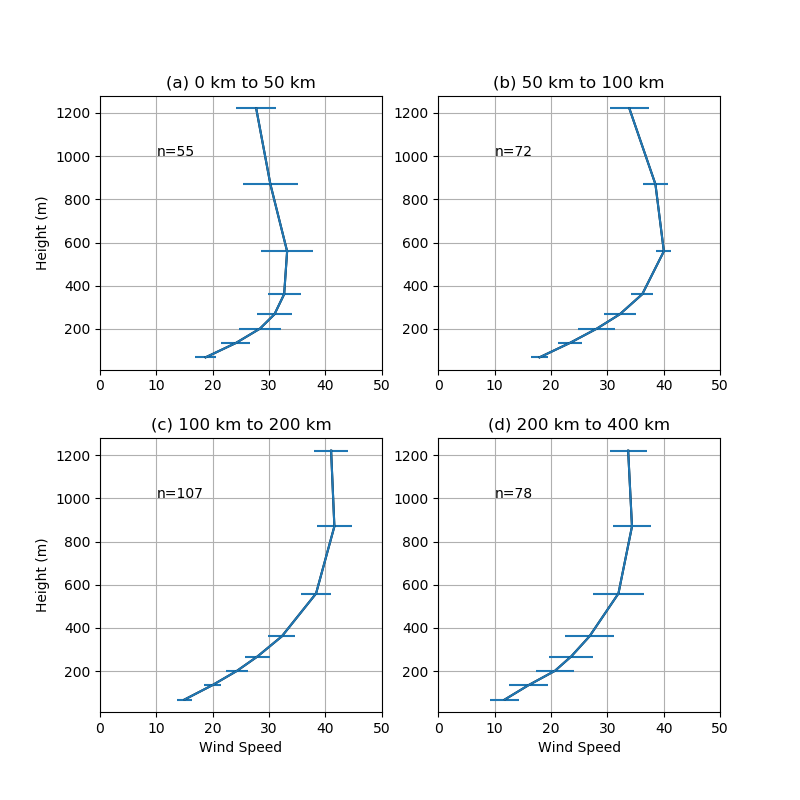 (a) 0 km to 50 km
(b) 50 km to 100 km
Height (m)
1200
1000
800
600
400
200
n=55
0 10 20 30 40 50
1200
1000
800
600
400
200
n=72
0 10 20 30 40 50
(c) 100 km to 200 km
(d) 200 km to 400 km
Height (m)
1200
1000
800
600
400
200
n=107
0 10 20 30 40 50
Wind Speed
1200
1000
800
600
400
200
n=78
0 10 20 30 40 50
Wind Speed